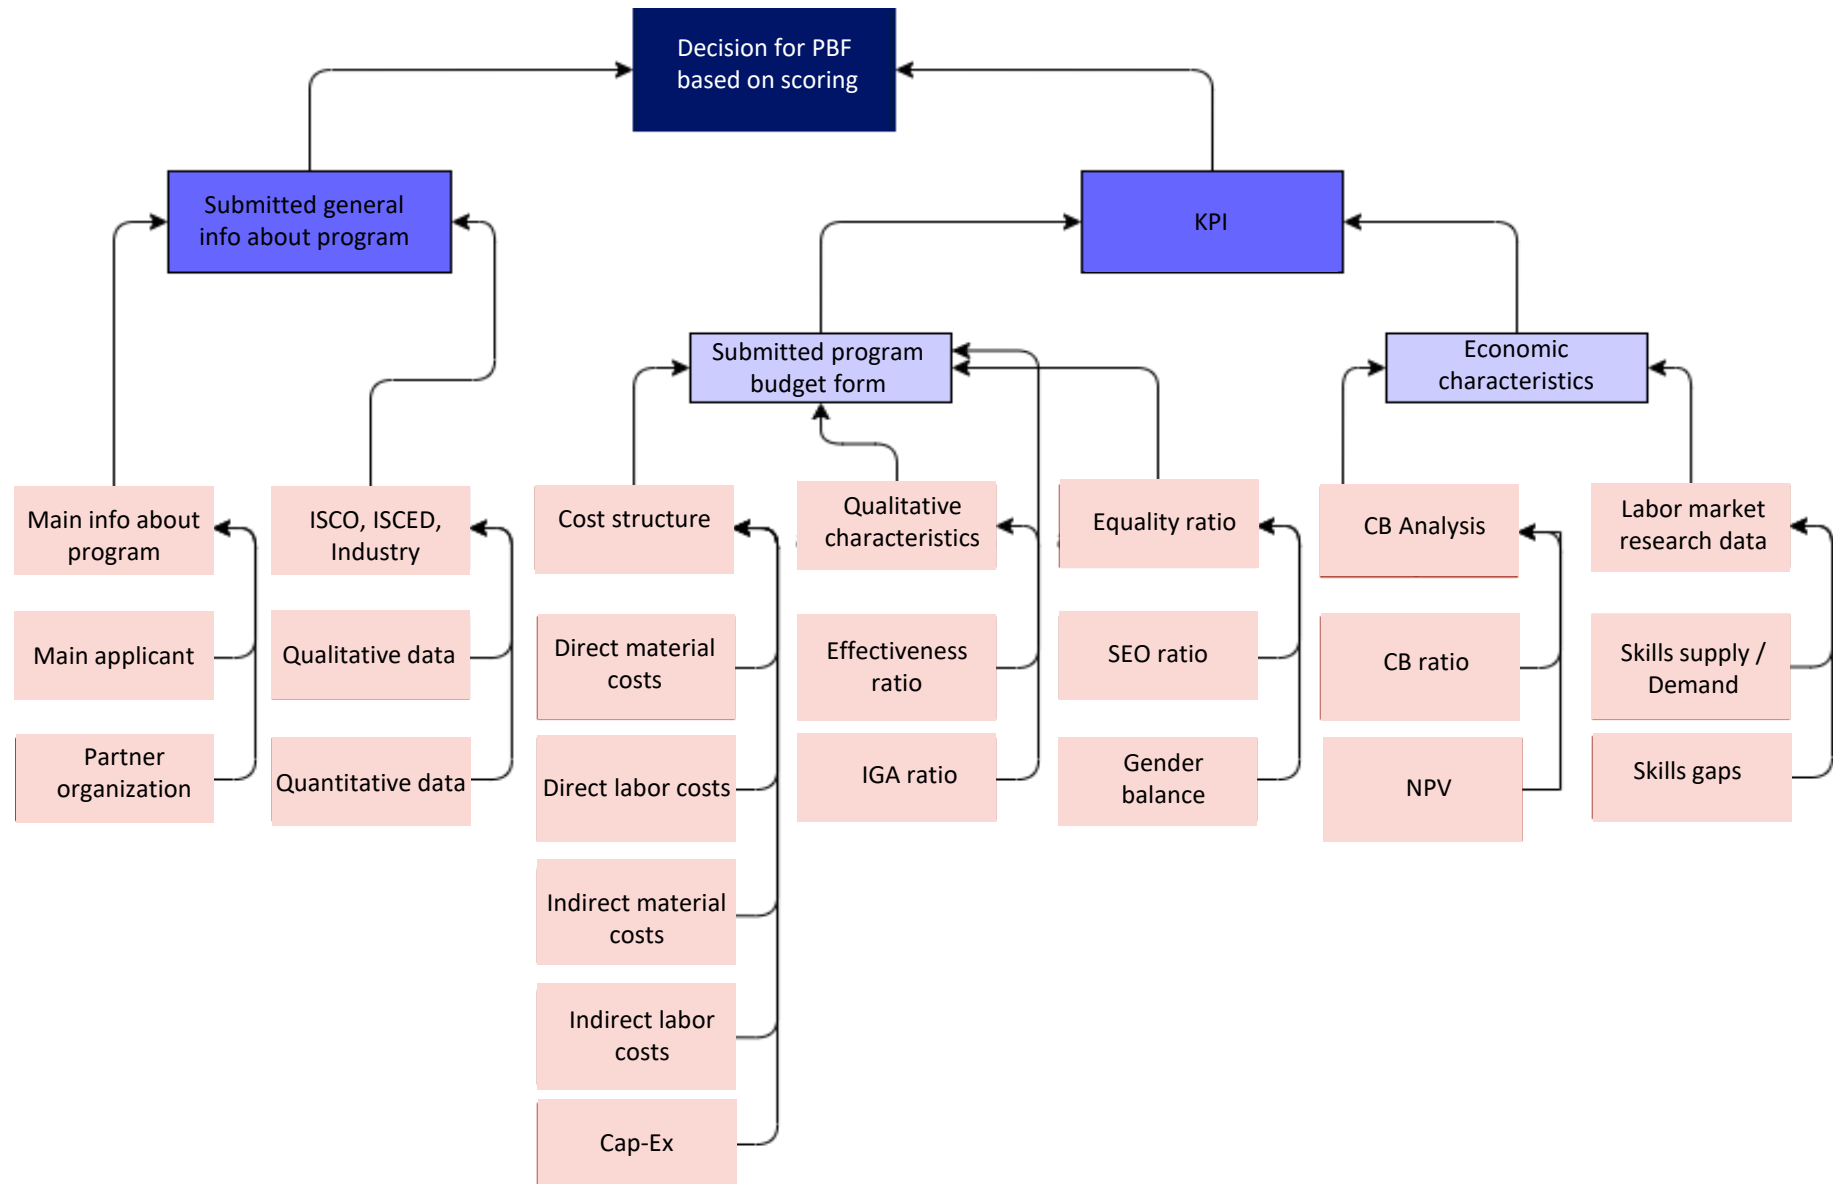 Decision for PBF
based on scoring
Submitted general
info about program
KPI
Submitted program
budget form
Economic
characteristics
Main info about
program
ISCO, ISCED,
Industry
Cost structure
Qualitative
characteristics
Equality ratio
CB Analysis
Labor market
research data
Main applicant
Qualitative data
Direct material
costs
Effectiveness
ratio
SEO ratio
CB ratio
Skills supply /
Demand
Partner
organization
Quantitative data
Direct labor costs
IGA ratio
Gender
balance
NPV
Skills gaps
Indirect material
costs
Indirect labor
costs
Cap-Ex